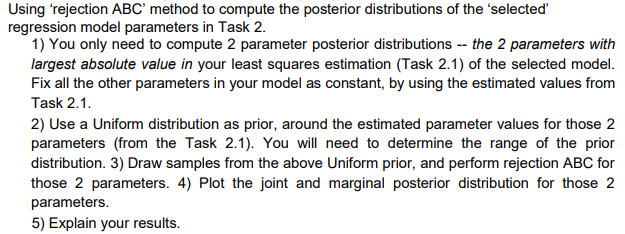 Using ‘rejection ABC’ method to compute the posterior distributions of the ‘selected’
regression model parameters in Task 2.
1) You only need to compute 2 parameter posterior distributions -- the 2 parameters with
largest absolute value in your least squares estimation (Task 2.1) of the selected model.
Fix all the other parameters in your model as constant, by using the estimated values from
Task 2.1.
2) Use a Uniform distribution as prior, around the estimated parameter values for those 2
parameters (from the Task 2.1). You will need to determine the range of the prior
distribution. 3) Draw samples from the above Uniform prior, and perform rejection ABC for
those 2 parameters. 4) Plot the joint and marginal posterior distribution for those 2
parameters.
5) Explain your results.